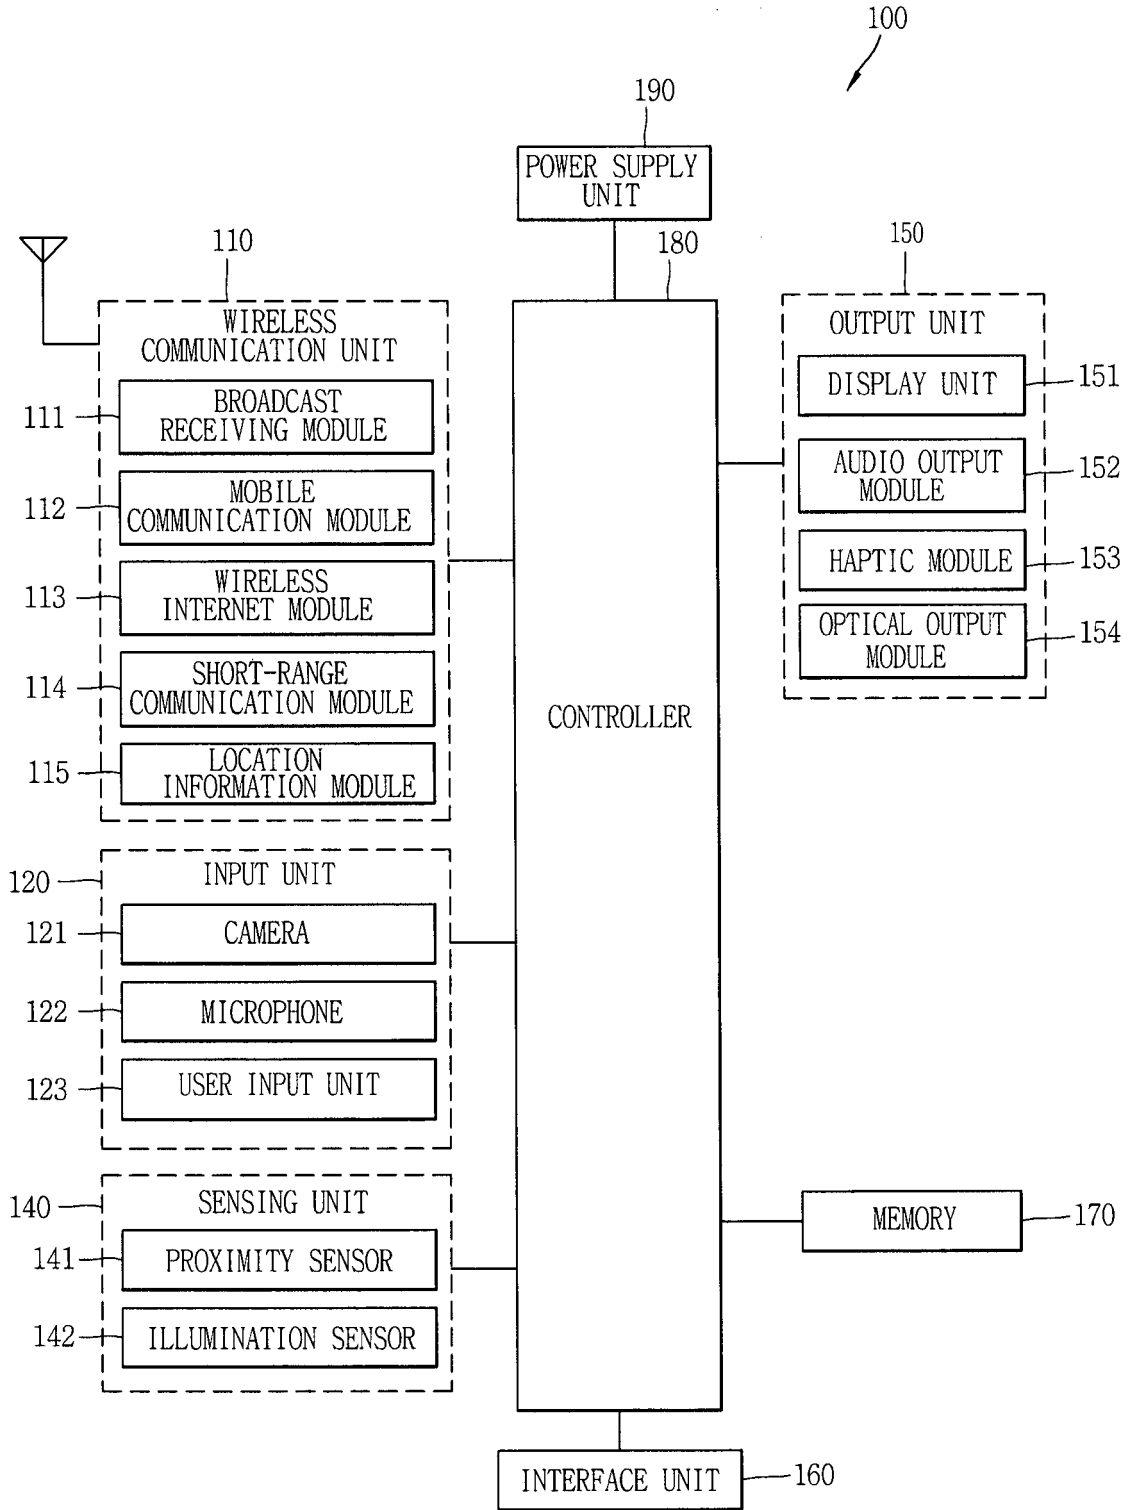 100
190
POWER SUPPLY
UNIT
110
180
150
WIRELESS
COMMUNICATION UNIT
111
BROADCAST
RECEIVING MODULE
112
MOBILE
COMMUNICATION MODULE
113
WIRELESS
INTERNET MODULE
114
SHORT-RANGE
COMMUNICATION MODULE
115
LOCATION
INFORMATION MODULE
120
INPUT UNIT
121
CAMERA
122
MICROPHONE
123
USER INPUT UNIT
140
SENSING UNIT
141
PROXIMITY SENSOR
142
ILLUMINATION SENSOR
CONTROLLER
OUTPUT UNIT
DISPLAY UNIT
151
AUDIO OUTPUT
MODULE
152
HAPTIC MODULE
153
OPTICAL OUTPUT
MODULE
154
MEMORY
170
INTERFACE UNIT
160